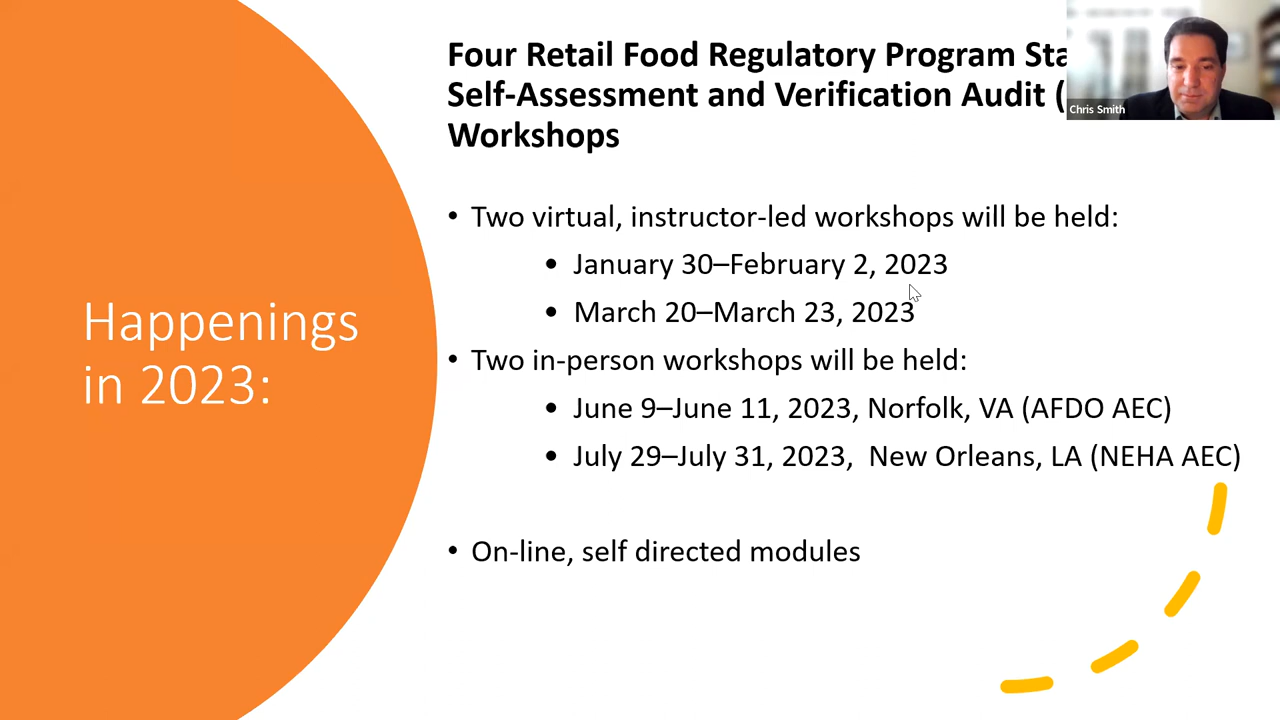 Four Retail Food Regulatory Program
Self-Assessment and Verification Audit (
Workshops
Chris Smith
Happenings
in 2023:
• Two virtual, instructor-led workshops will be held:
• January 30–February 2, 2023
• March 20–March 23, 2023
• Two in-person workshops will be held:
• June 9–June 11, 2023, Norfolk, VA (AFDO AEC)
• July 29–July 31, 2023, New Orleans, LA (NEHA AEC)
• On-line, self directed modules